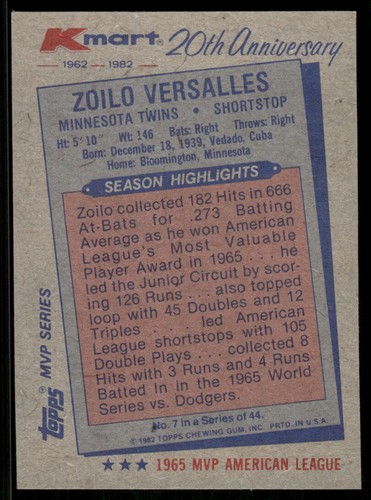 Kmart® 20th Anniversary
1962 - 1982
ZOILO VERSALLES
MINNESOTA TWINS • SHORTSTOP
Ht: 5' 10" Wt: 146 Bats: Right Throws: Right
Born: December 18, 1939, Vedado, Cuba
Home: Bloomington, Minnesota
SEASON HIGHLIGHTS
Zoilo collected 182 Hits in 666
At-Bats for .273 Batting
Average as he won American
League's Most Valuable
Player Award in 1965 . . . he
led the Junior Circuit by scor-
ing 126 Runs . . . also topped
loop with 45 Doubles and 12
Triples . . . led American
League shortstops with 105
Double Plays . . . collected 8
Hits with 3 Runs and 4 Runs
Batted In in the 1965 World
Series vs. Dodgers.
No. 7 in a Series of 44.
© 1982 TOPPS CHEWING GUM, INC. PRTD. IN U.S.A.
topps® MVP SERIES
★★★ 1965 MVP AMERICAN LEAGUE